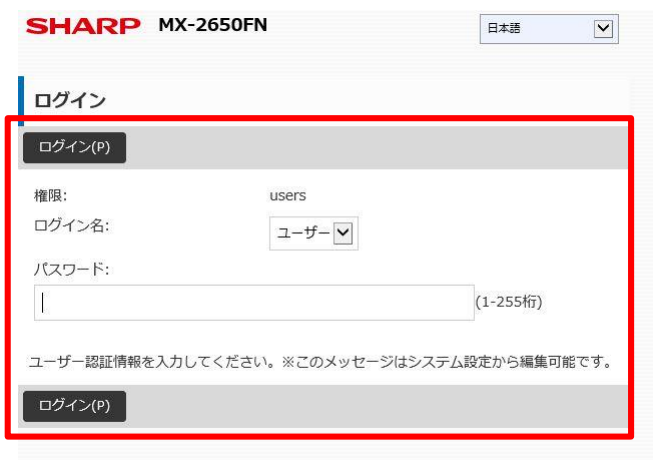 SHARP MX-2650FN 日本語
ログイン
ログイン(P)
権限: users
ログイン名: ユーザー
パスワード:
(1-255桁)
ユーザー認証情報を入力してください。※このメッセージはシステム設定から編集可能です。
ログイン(P)